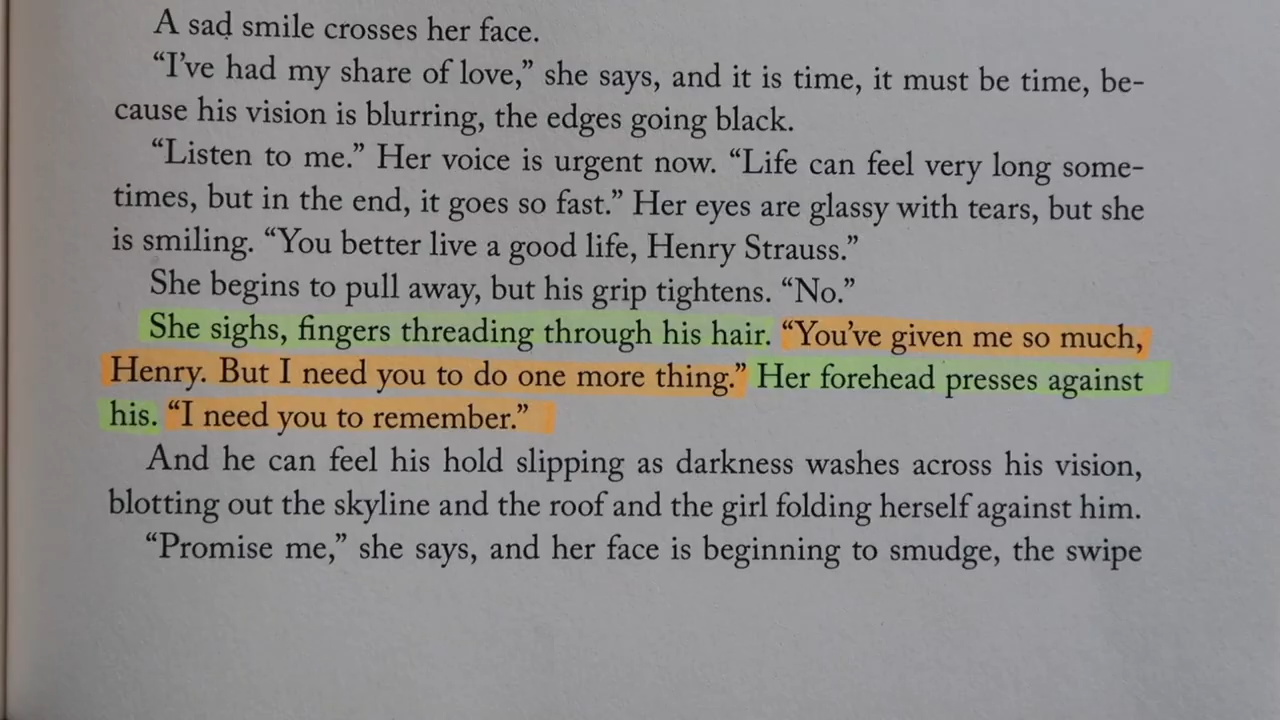 A sad smile crosses her face.
“I’ve had my share of love,” she says, and it is time, it must be time, be-
cause his vision is blurring, the edges going black.
“Listen to me.” Her voice is urgent now. “Life can feel very long some-
times, but in the end, it goes so fast.” Her eyes are glassy with tears, but she
is smiling. “You better live a good life, Henry Strauss.”
She begins to pull away, but his grip tightens. “No.”
She sighs, fingers threading through his hair. “You’ve given me so much,
Henry. But I need you to do one more thing.” Her forehead presses against
his. “I need you to remember.”
And he can feel his hold slipping as darkness washes across his vision,
blotting out the skyline and the roof and the girl folding herself against him.
“Promise me,” she says, and her face is beginning to smudge, the swipe